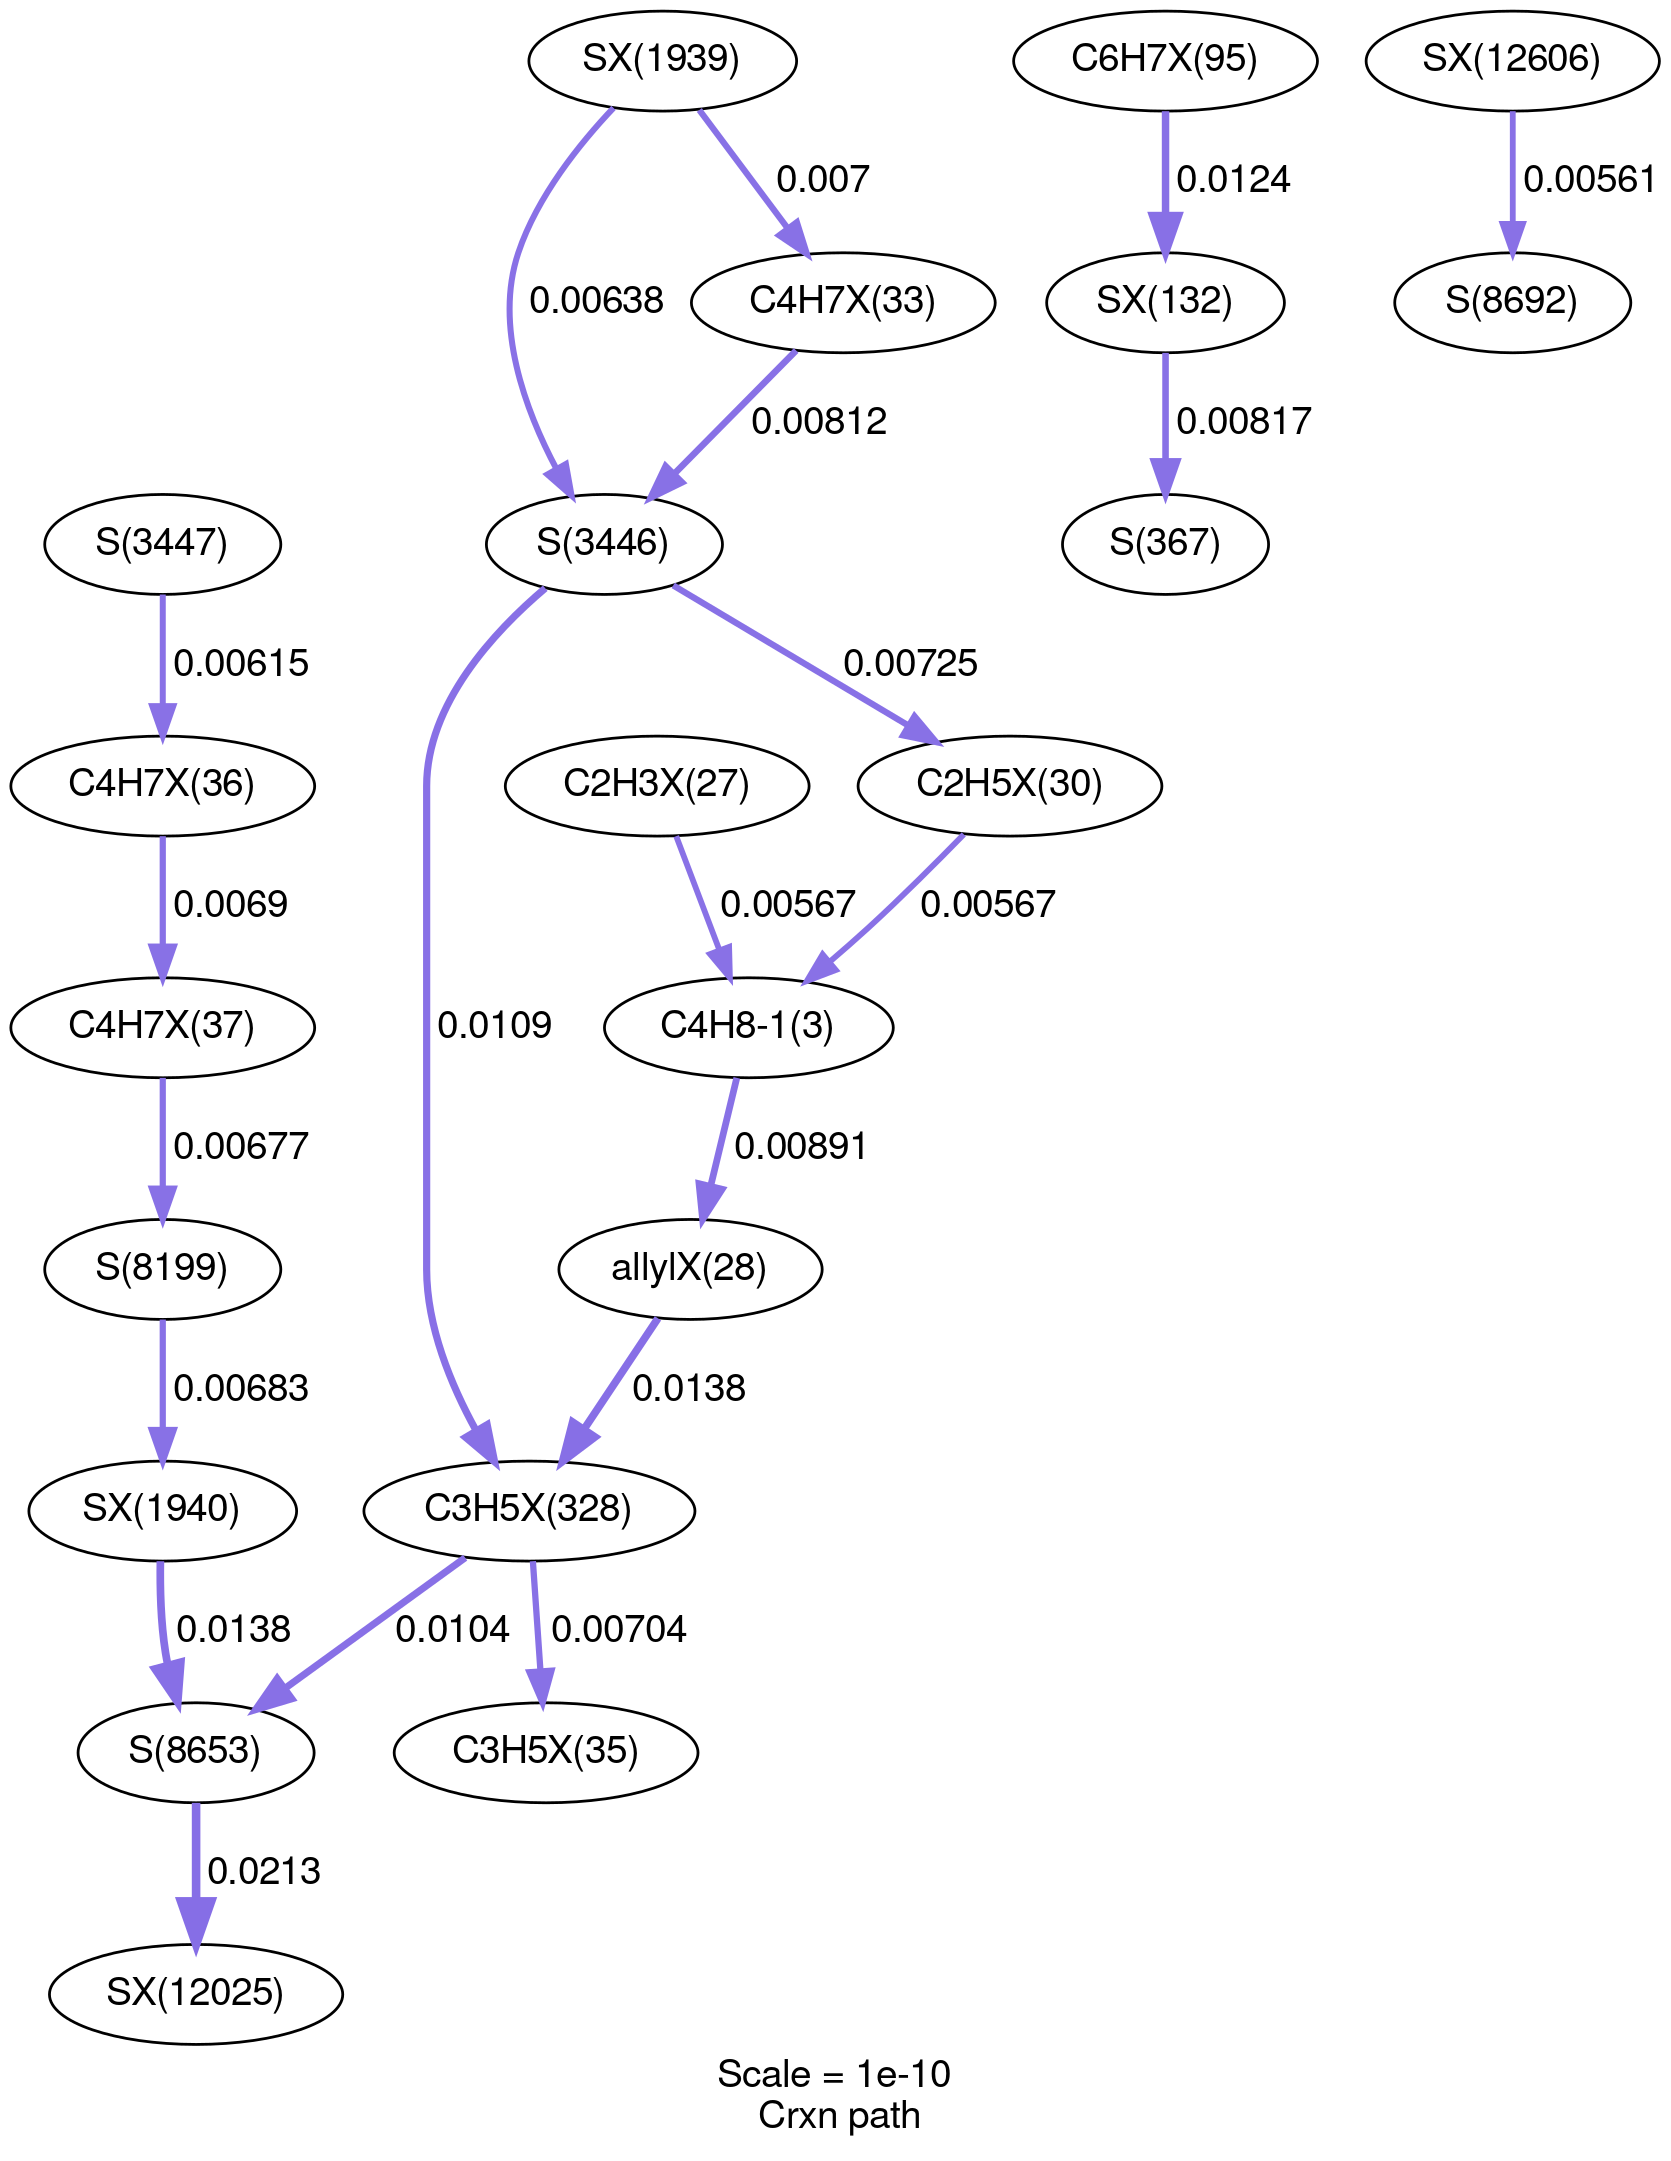 SX(1939)
C6H7X(95)
SX(12606)
0.007
0.0124
0.00561
0.00638
C4H7X(33)
SX(132)
S(8692)
0.00812
0.00817
S(3447)
S(3446)
S(367)
0.00615
0.00725
C4H7X(36)
C2H3X(27)
C2H5X(30)
0.0069
0.00567
0.00567
C4H7X(37)
0.0109
C4H8-1(3)
0.00677
0.00891
S(8199)
allylX(28)
0.00683
0.0138
SX(1940)
C3H5X(328)
0.0138
0.0104
0.00704
S(8653)
C3H5X(35)
0.0213
SX(12025)
Scale = 1e-10
Crxn path